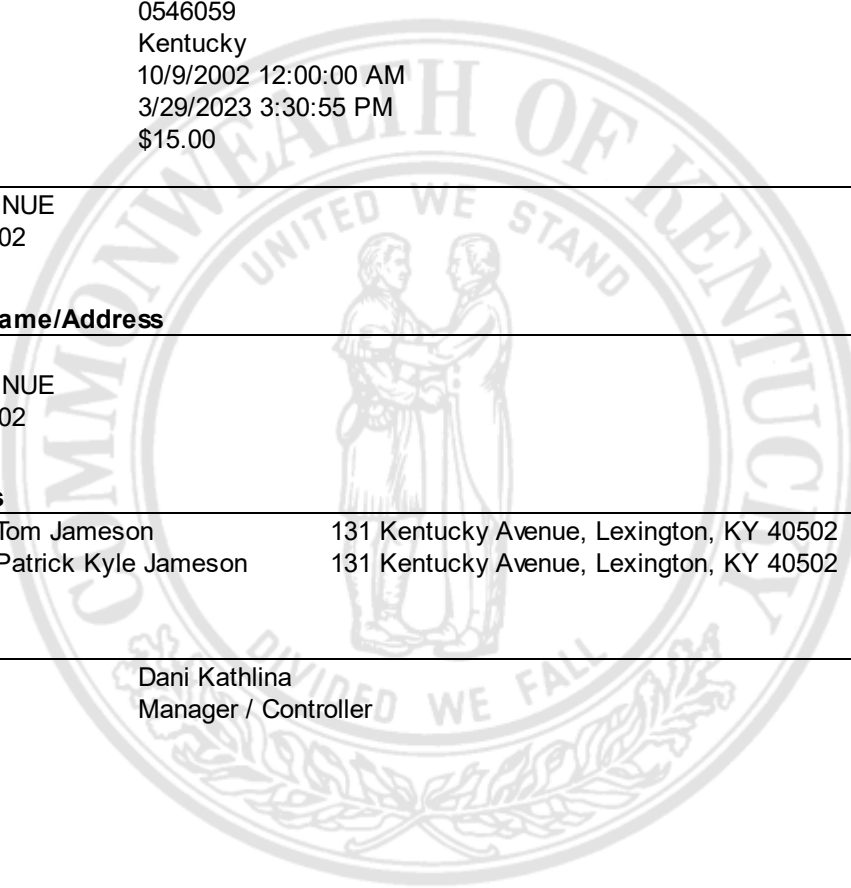 0546059
Kentucky
10/9/2002 12:00:00 AM
3/29/2023 3:30:55 PM
$15.00
NUE
02
ame/Address
NUE
02
s
Tom Jameson 131 Kentucky Avenue, Lexington, KY 40502
Patrick Kyle Jameson 131 Kentucky Avenue, Lexington, KY 40502
Dani Kathlina
Manager / Controller
COMMONWEALTH OF KENTUCKY
UNITED WE STAND
DIVIDED WE FALL